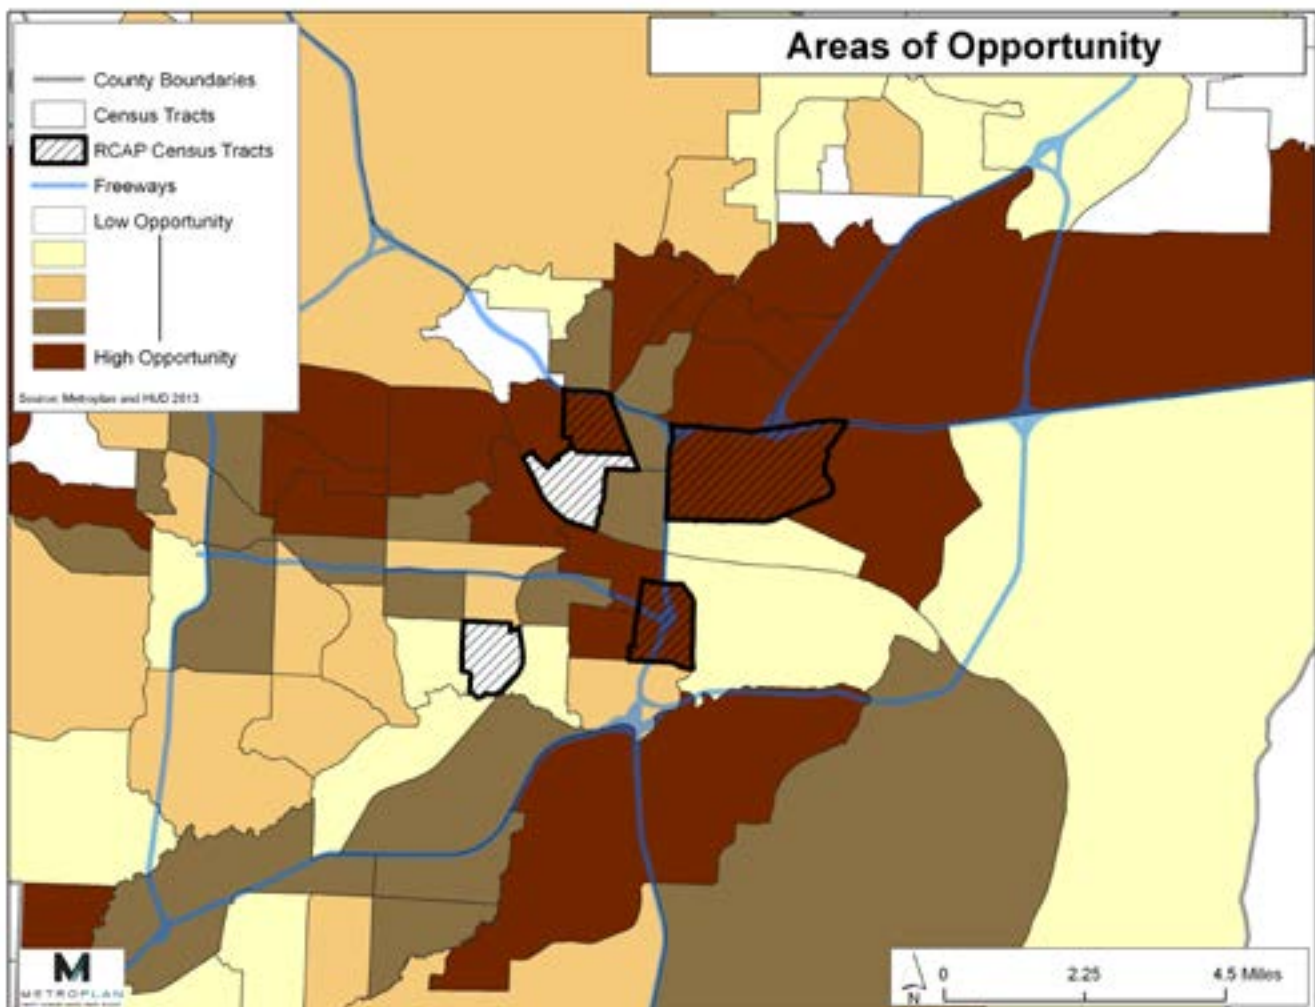 Areas of Opportunity
County Boundaries
Census Tracts
RCAP Census Tracts
Freeways
Low Opportunity
High Opportunity
Source: Metroplan and HUD 2013
M
METROPLAN
N
0 2.25 4.5 Miles